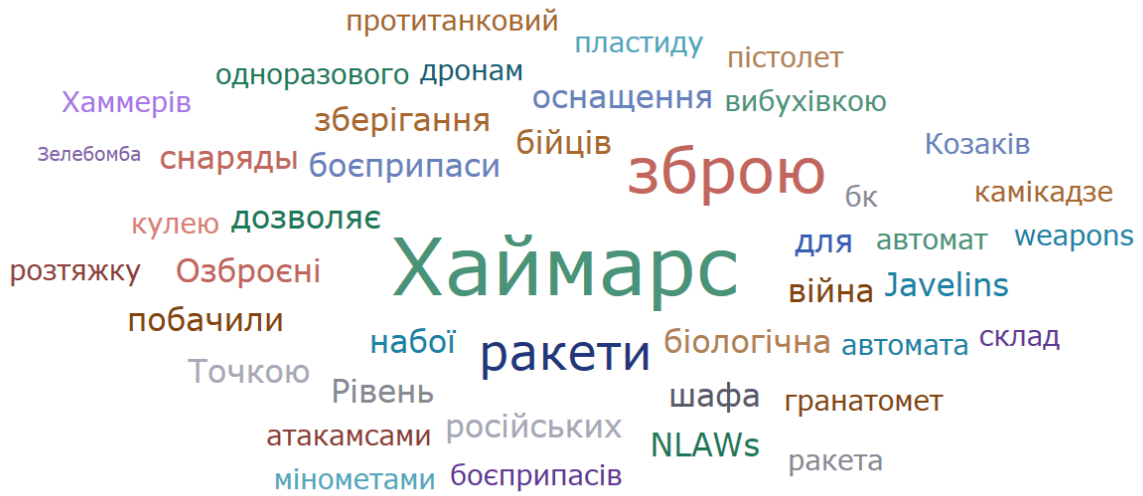 протитанковий
пластиду
пістолет
одноразового
дронам
Хаммерів
оснащення
вибухівкою
зберігання
бійців
Козаків
Зелебомба
снаряды
боєприпаси
зброю
бк
камікадзе
кулею
дозволяє
Хаймарс
для
автомат
weapons
розтяжку
Озброєні
війна
Javelins
побачили
набої
ракети
біологічна
автомата
склад
Точкою
Рівень
шафа
гранатомет
атакамсами
російських
NLAWs
ракета
мінометами
боєприпасів